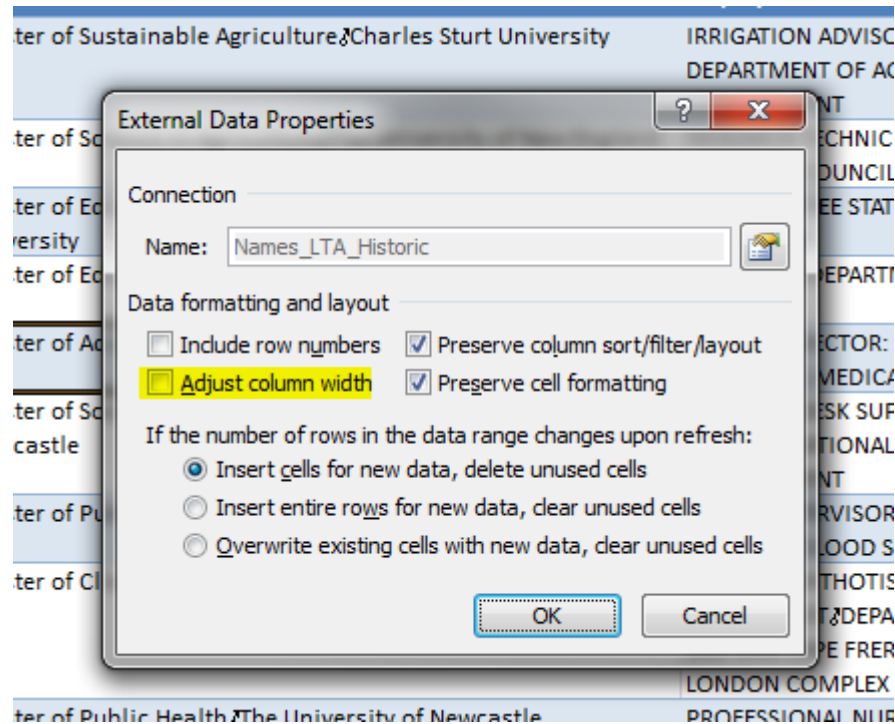 ter of Sustainable Agriculture Charles Sturt University IRRIGATION ADVISO
DEPARTMENT OF AG
NT
External Data Properties
ter of Sc ECHNIC
OUNCIL
Connection
ter of Ed EE STAT
versity
Name: Names_LTA_Historic
ter of Ed EPARTM
Data formatting and layout
Include row numbers Preserve column sort/filter/layout
ter of Ad ECTOR:
Adjust column width Preserve cell formatting
MEDICA
ter of Sc ESK SUP
castle TIONAL
If the number of rows in the data range changes upon refresh:
Insert cells for new data, delete unused cells
NT
Insert entire rows for new data, clear unused cells
ter of Pu RVISOR
Overwrite existing cells with new data, clear unused cells
LOOD S
ter of Cl THOTIS
OK Cancel
T DEPA
PE FRER
LONDON COMPLEX
ter of Public Health The University of Newcastle PROFESSIONAL NUR